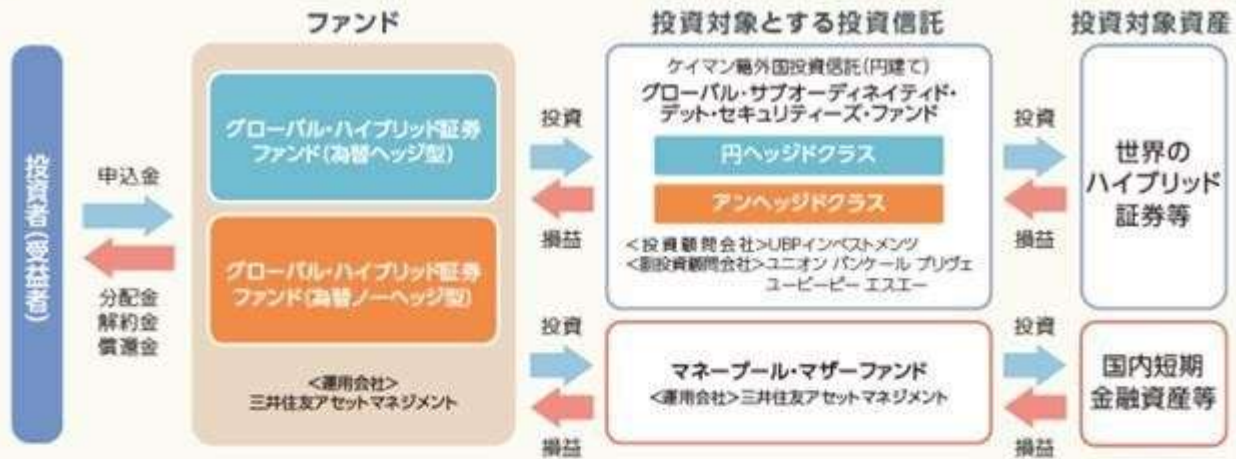 ファンド
投資対象とする投資信託
投資対象資産
投資者(受益者)
申込金
分配金
解約金
償還金
グローバル・ハイブリッド証券
ファンド(為替ヘッジ型)
グローバル・ハイブリッド証券
ファンド(為替ノーヘッジ型)
<運用会社>
三井住友アセットマネジメント
投資
損益
投資
損益
ケイマン籍外国投資信託(円建て)
グローバル・サブオーディネイティド・
デット・セキュリティーズ・ファンド
円ヘッジドクラス
アンヘッジドクラス
<投資顧問会社>UBPインベストメンツ
<副投資顧問会社>ユニオン バンケール プリヴェ
ユービーピー エスエー
マネープール・マザーファンド
<運用会社>三井住友アセットマネジメント
投資
損益
投資
損益
世界の
ハイブリッド
証券等
国内短期
金融資産等